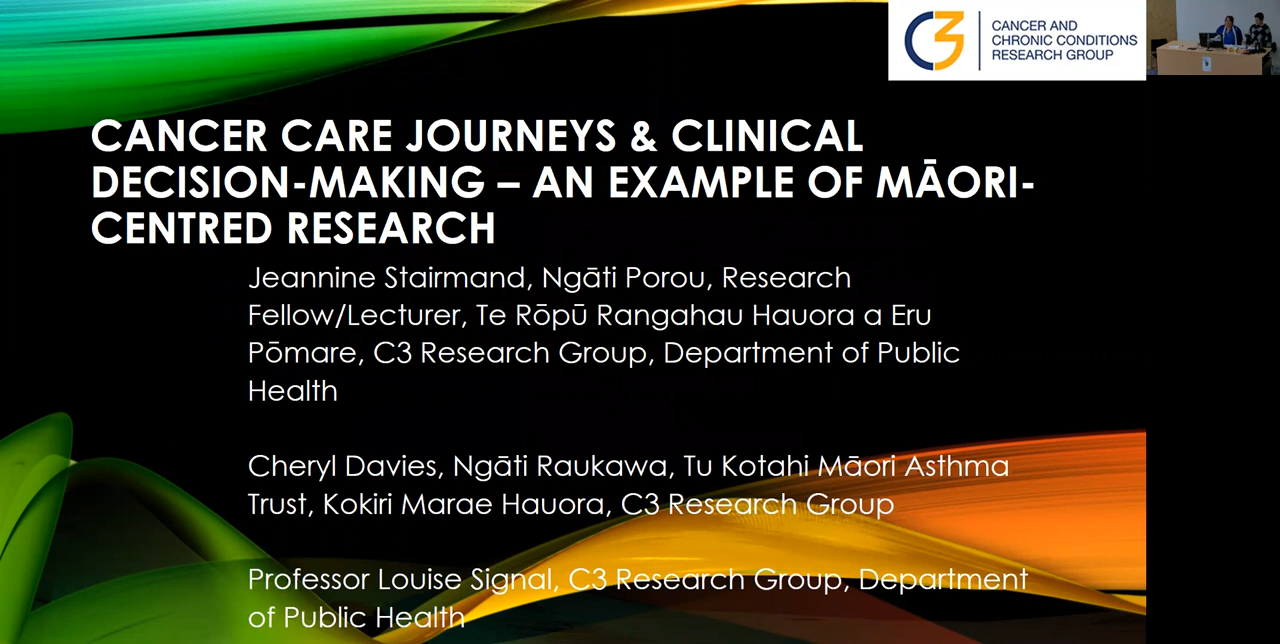 C3
CANCER AND
CHRONIC CONDITIONS
RESEARCH GROUP
CANCER CARE JOURNEYS & CLINICAL
DECISION-MAKING – AN EXAMPLE OF MĀORI-
CENTRED RESEARCH
Jeannine Stairmand, Ngāti Porou, Research
Fellow/Lecturer, Te Rōpū Rangahau Hauora a Eru
Pōmare, C3 Research Group, Department of Public
Health
Cheryl Davies, Ngāti Raukawa, Tu Kotahi Māori Asthma
Trust, Kokiri Marae Hauora, C3 Research Group
Professor Louise Signal, C3 Research Group, Department
of Public Health